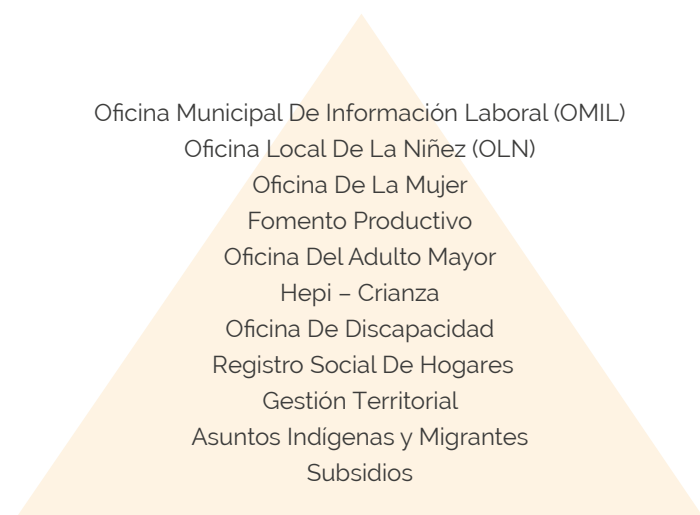 Oficina Municipal De Información Laboral (OMIL)
Oficina Local De La Niñez (OLN)
Oficina De La Mujer
Fomento Productivo
Oficina Del Adulto Mayor
Hepi – Crianza
Oficina De Discapacidad
Registro Social De Hogares
Gestión Territorial
Asuntos Indígenas y Migrantes
Subsidios